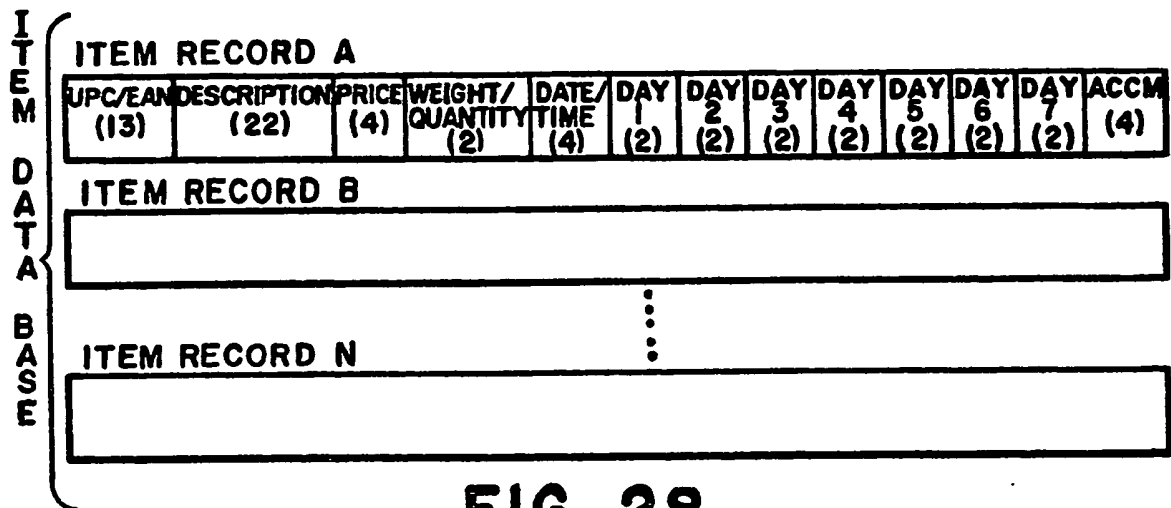 ITEM DATA BASE
ITEM RECORD A
UPC/EAN (13)
DESCRIPTION (22)
PRICE (4)
WEIGHT/ QUANTITY (2)
DATE/ TIME (4)
DAY 1 (2)
DAY 2 (2)
DAY 3 (2)
DAY 4 (2)
DAY 5 (2)
DAY 6 (2)
DAY 7 (2)
ACCM (4)
ITEM RECORD B
ITEM RECORD N
FIG